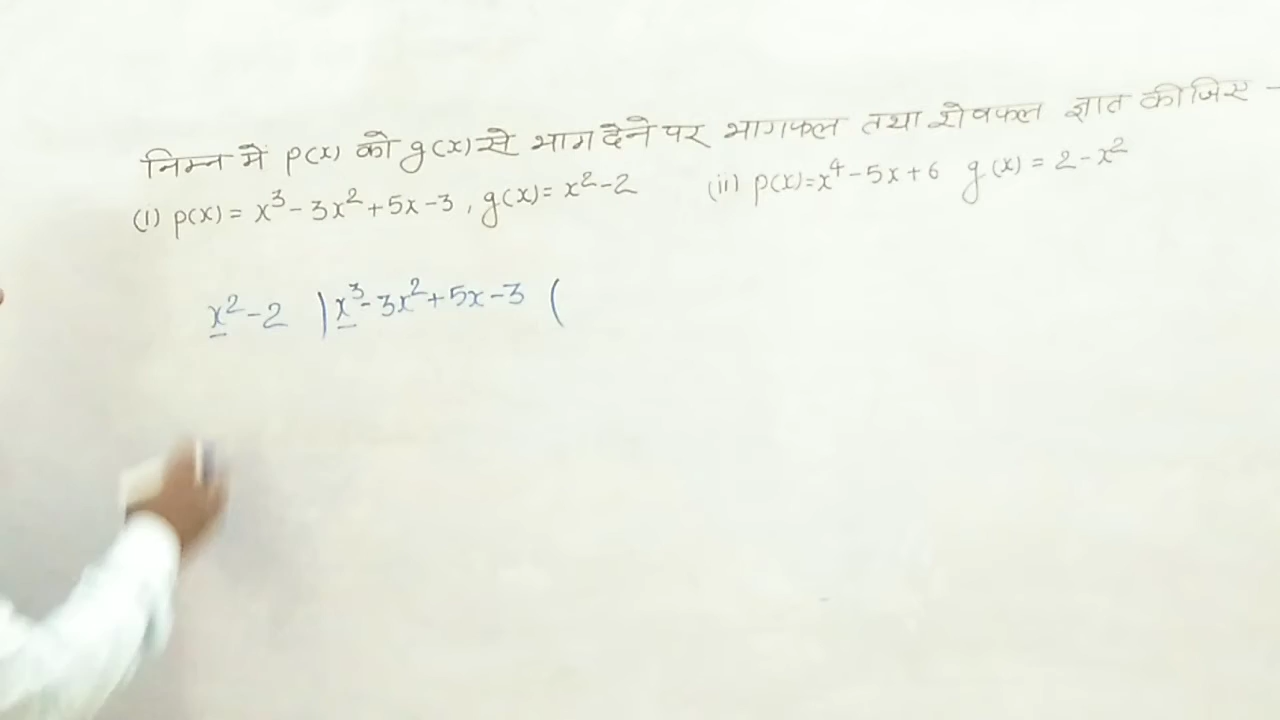 निम्न में p(x) को g(x) से भाग देने पर भागफल तथा शेषफल ज्ञात कीजिए -
(i) p(x) = x³ - 3x² + 5x - 3 , g(x) = x² - 2 (ii) p(x) = x⁴ - 5x + 6 g(x) = 2 - x²
x² - 2 ) x³ - 3x² + 5x - 3 (